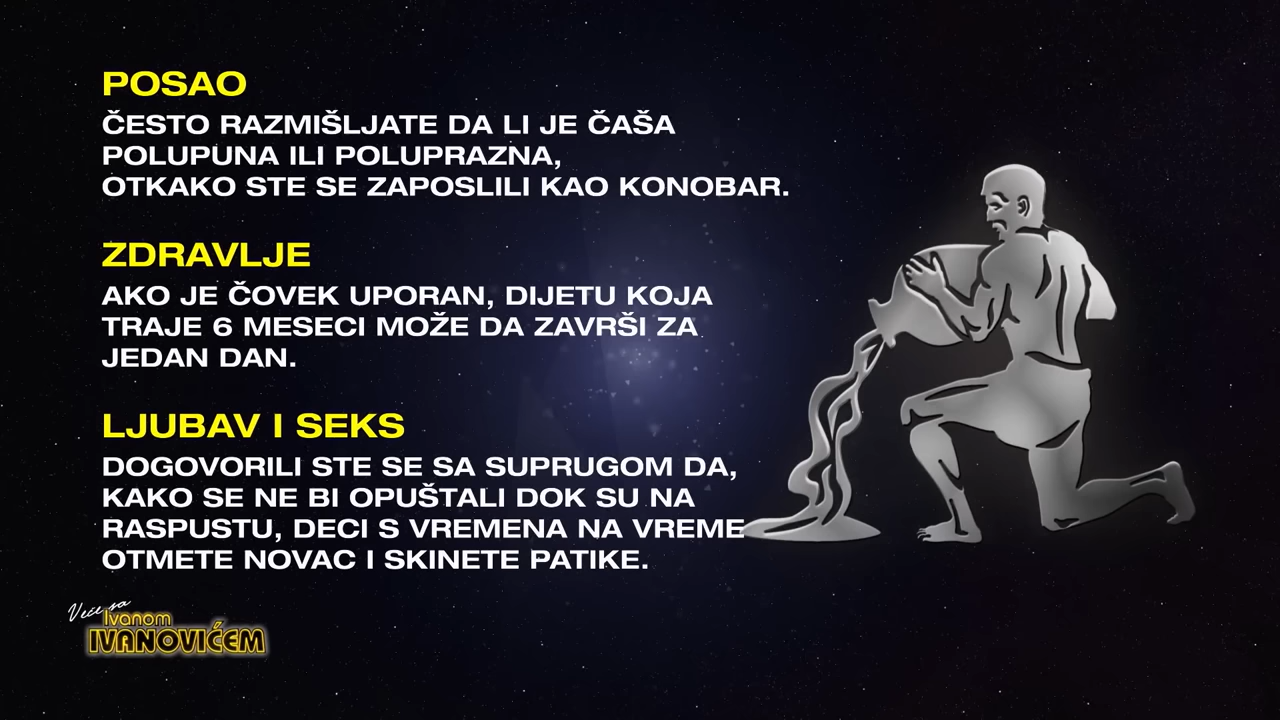 POSAO
ČESTO RAZMIŠLJATE DA LI JE ČAŠA
POLUPUNA ILI POLUPRAZNA,
OTKAKO STE SE ZAPOSLILI KAO KONOBAR.
ZDRAVLJE
AKO JE ČOVEK UPORAN, DIJETU KOJA
TRAJE 6 MESECI MOŽE DA ZAVRŠI ZA
JEDAN DAN.
LJUBAV I SEKS
DOGOVORILI STE SE SA SUPRUGOM DA,
KAKO SE NE BI OPUŠTALI DOK SU NA
RASPUSTU, DECI S VREMENA NA VREME
OTMETE NOVAC I SKINETE PATIKE.
Veče sa
Ivanom
IVANOVIĆEM